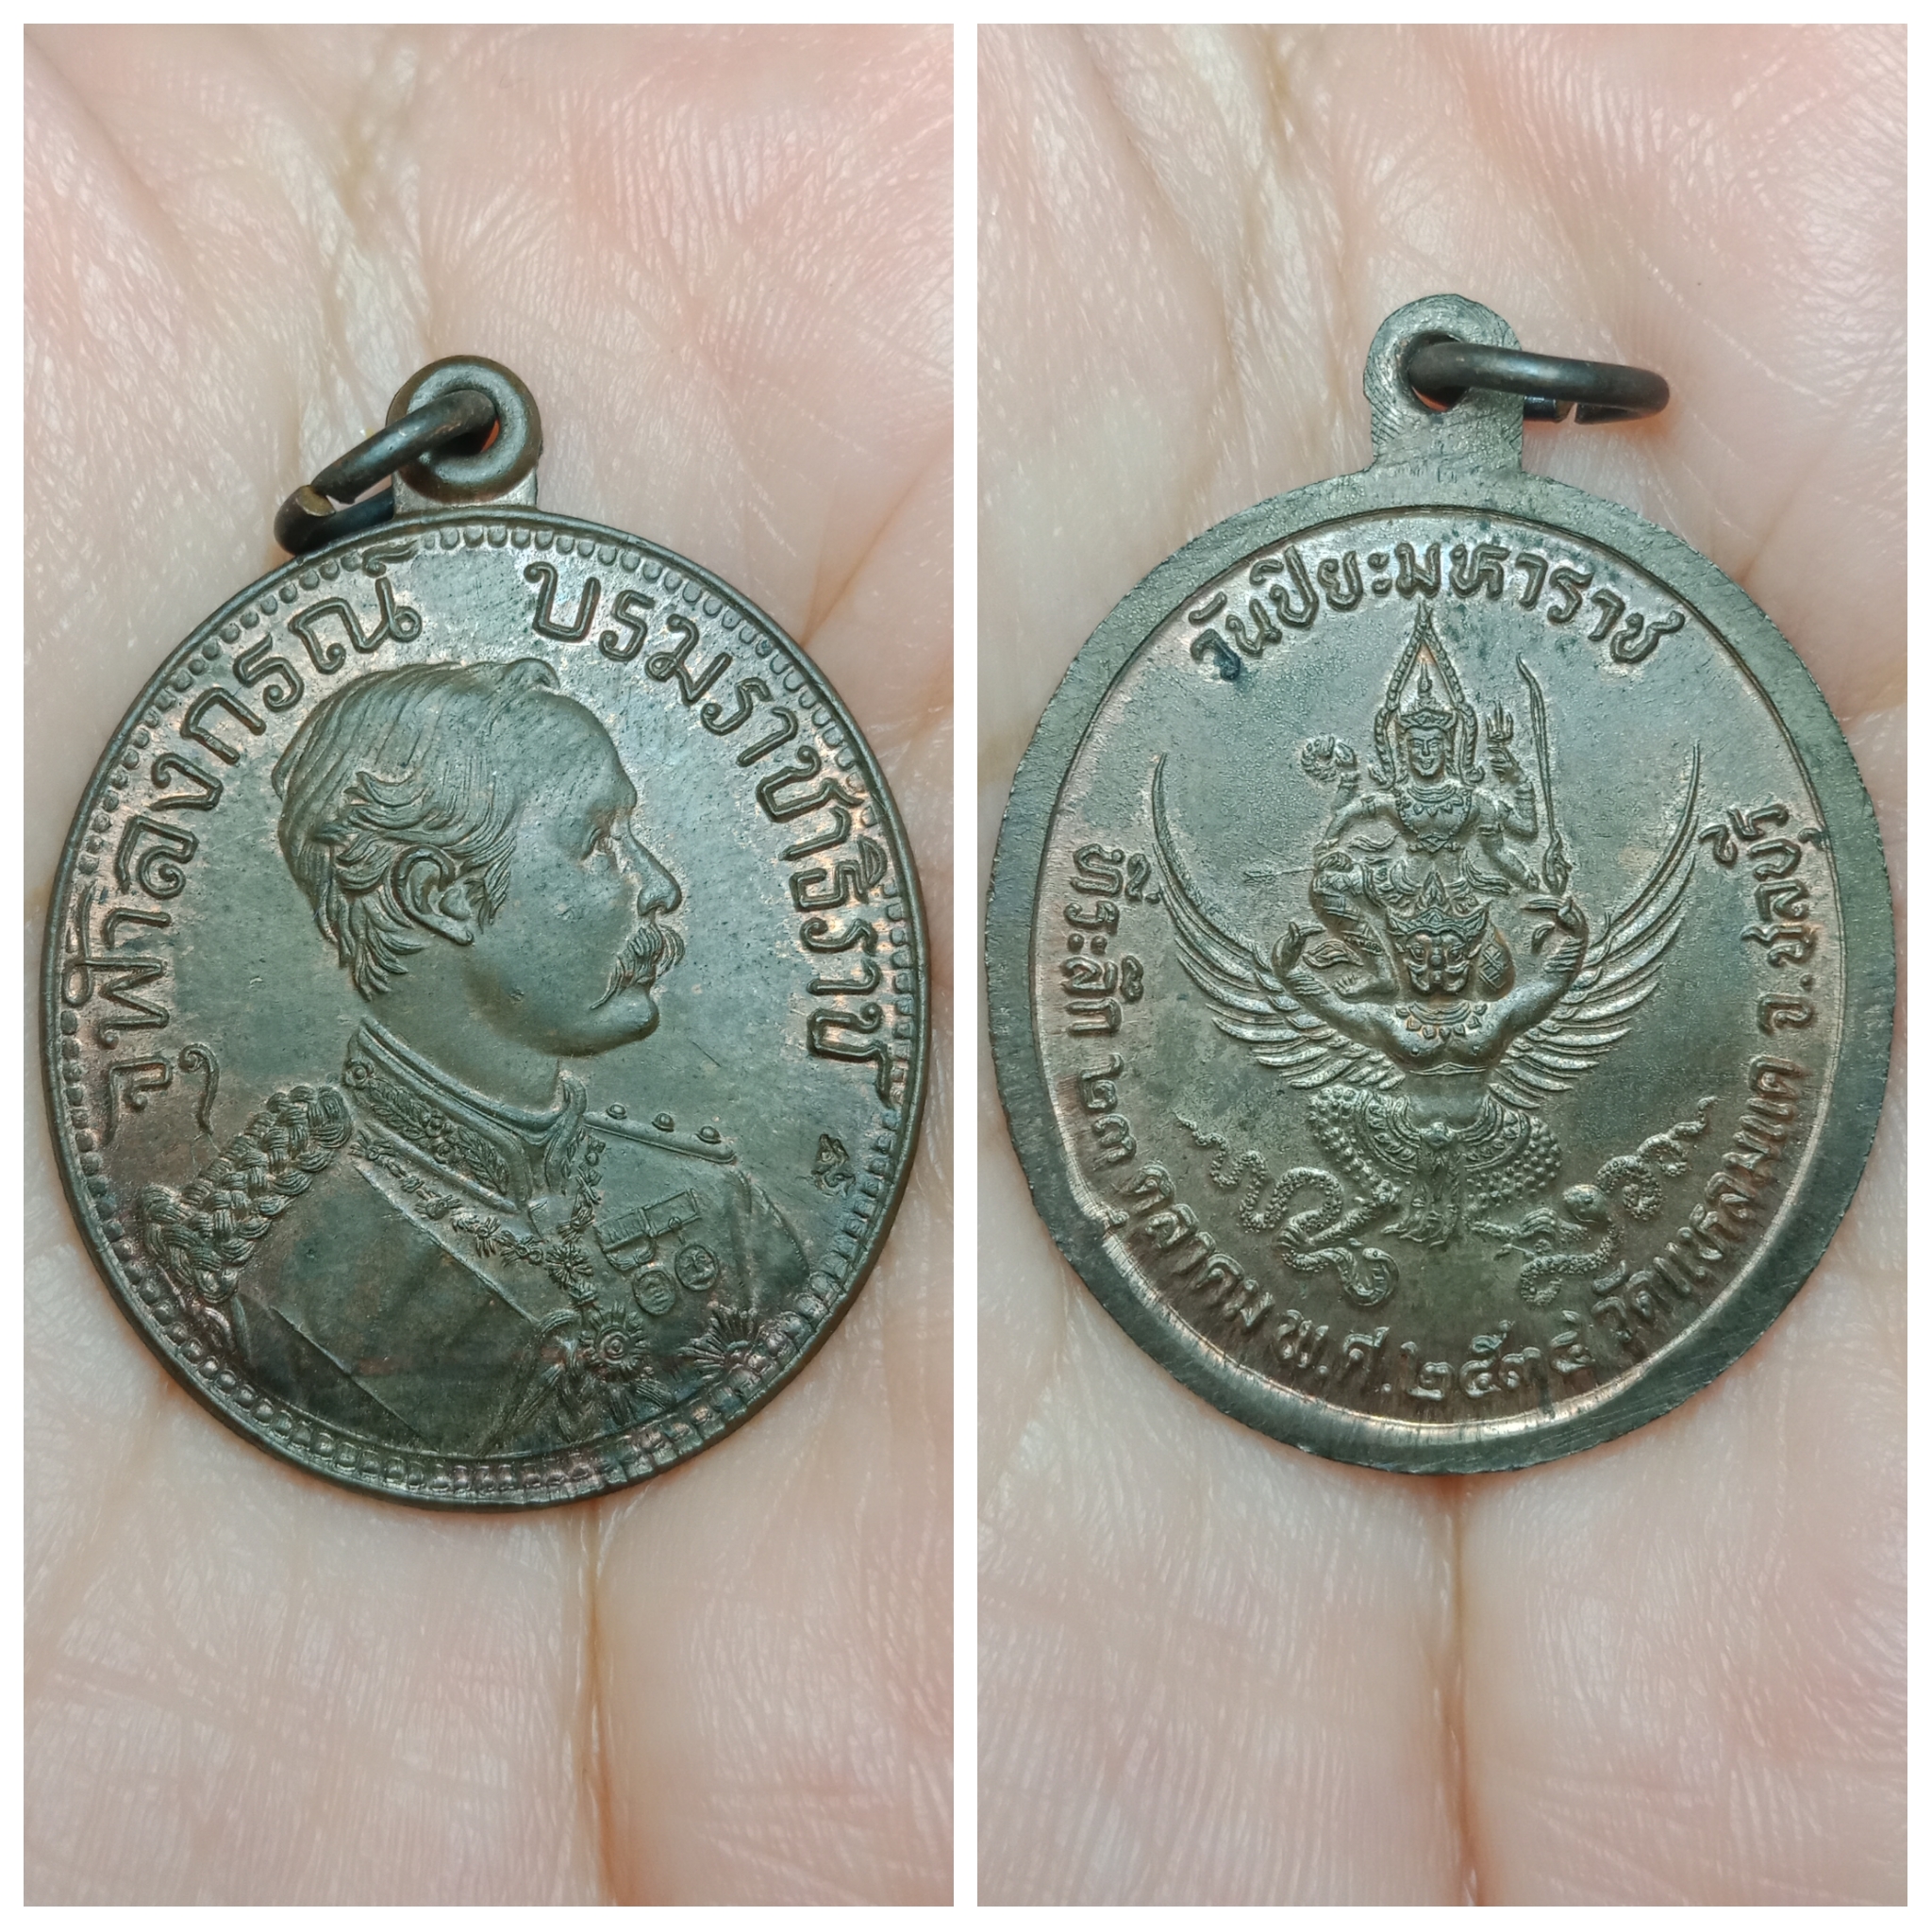 จุฬาลงกรณ์ บรมราชาธิราช
วันปิยะมหาราช
ที่ระลึก ๒๓ ตุลาคม พ.ศ.๒๕๓๕ วัดแหลมแค จ.ชลบุรี